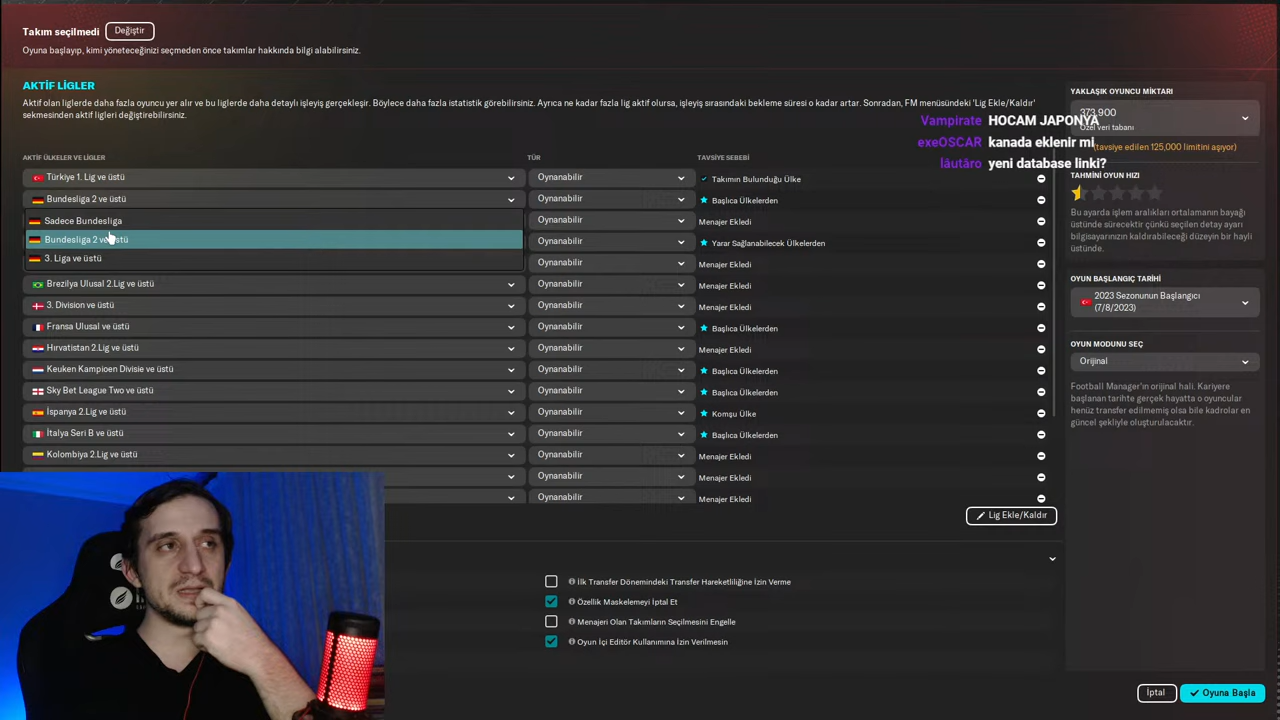 Takım seçilmedi
Değiştir
Oyuna başlayıp, kimi yöneteceğinizi seçmeden önce takımlar hakkında bilgi alabilirsiniz.
AKTİF LİGLER
Aktif olan liglerde daha fazla oyuncu yer alır ve bu liglerde daha detaylı işleyiş gerçekleşir. Böylece daha fazla istatistik görebilirsiniz. Ayrıca ne kadar fazla lig aktif olursa, işleyiş sırasındaki bekleme süresi o kadar artar. Sonradan, FM menüsündeki 'Lig Ekle/Kaldır'
sekmesinden aktif ligleri değiştirebilirsiniz.
AKTİF ÜLKELER VE LİGLER
TÜR
TAVSİYE SEBEBİ
Türkiye 1. Lig ve üstü
Oynanabilir
Takımın Bulunduğu Ülke
Bundesliga 2 ve üstü
Oynanabilir
Başlıca Ülkelerden
Sadece Bundesliga
Oynanabilir
Menajer Ekledi
Bundesliga 2 ve üstü
Oynanabilir
Yarar Sağlanabilecek Ülkelerden
3. Liga ve üstü
Oynanabilir
Menajer Ekledi
Brezilya Ulusal 2.Lig ve üstü
Oynanabilir
Menajer Ekledi
3. Division ve üstü
Oynanabilir
Menajer Ekledi
Fransa Ulusal ve üstü
Oynanabilir
Başlıca Ülkelerden
Hırvatistan 2.Lig ve üstü
Oynanabilir
Menajer Ekledi
Keuken Kampioen Divisie ve üstü
Oynanabilir
Başlıca Ülkelerden
Sky Bet League Two ve üstü
Oynanabilir
Başlıca Ülkelerden
İspanya 2.Lig ve üstü
Oynanabilir
Komşu Ülke
İtalya Seri B ve üstü
Oynanabilir
Başlıca Ülkelerden
Kolombiya 2.Lig ve üstü
Oynanabilir
Menajer Ekledi
Oynanabilir
Menajer Ekledi
Oynanabilir
Menajer Ekledi
Lig Ekle/Kaldır
İlk Transfer Dönemindeki Transfer Hareketliliğine İzin Verme
Özellik Maskelemeyi İptal Et
Menajeri Olan Takımların Seçilmesini Engelle
Oyun İçi Editör Kullanımına İzin Verilmesin
YAKLAŞIK OYUNCU MİKTARI
373,900
Özel veri tabanı
(tavsiye edilen 125,000 limitini aşıyor)
Vampirate HOCAM JAPONYA
exeOSCAR kanada eklenir mi
lâutâro yeni database linki?
TAHMİNİ OYUN HIZI
Bu ayarda işlem aralıkları ortalamanın bayağı
üstünde sürecektir çünkü seçilen detay ayarı
bilgisayarınızın kaldırabileceği düzeyin bir hayli
üstünde.
OYUN BAŞLANGIÇ TARİHİ
2023 Sezonunun Başlangıcı
(7/8/2023)
OYUN MODUNU SEÇ
Orijinal
Football Manager'ın orijinal hali. Kariyere
başlanan tarihte gerçek hayatta o oyuncular
henüz transfer edilmemiş olsa bile kadrolar en
güncel şekliyle oluşturulacaktır.
İptal
Oyuna Başla